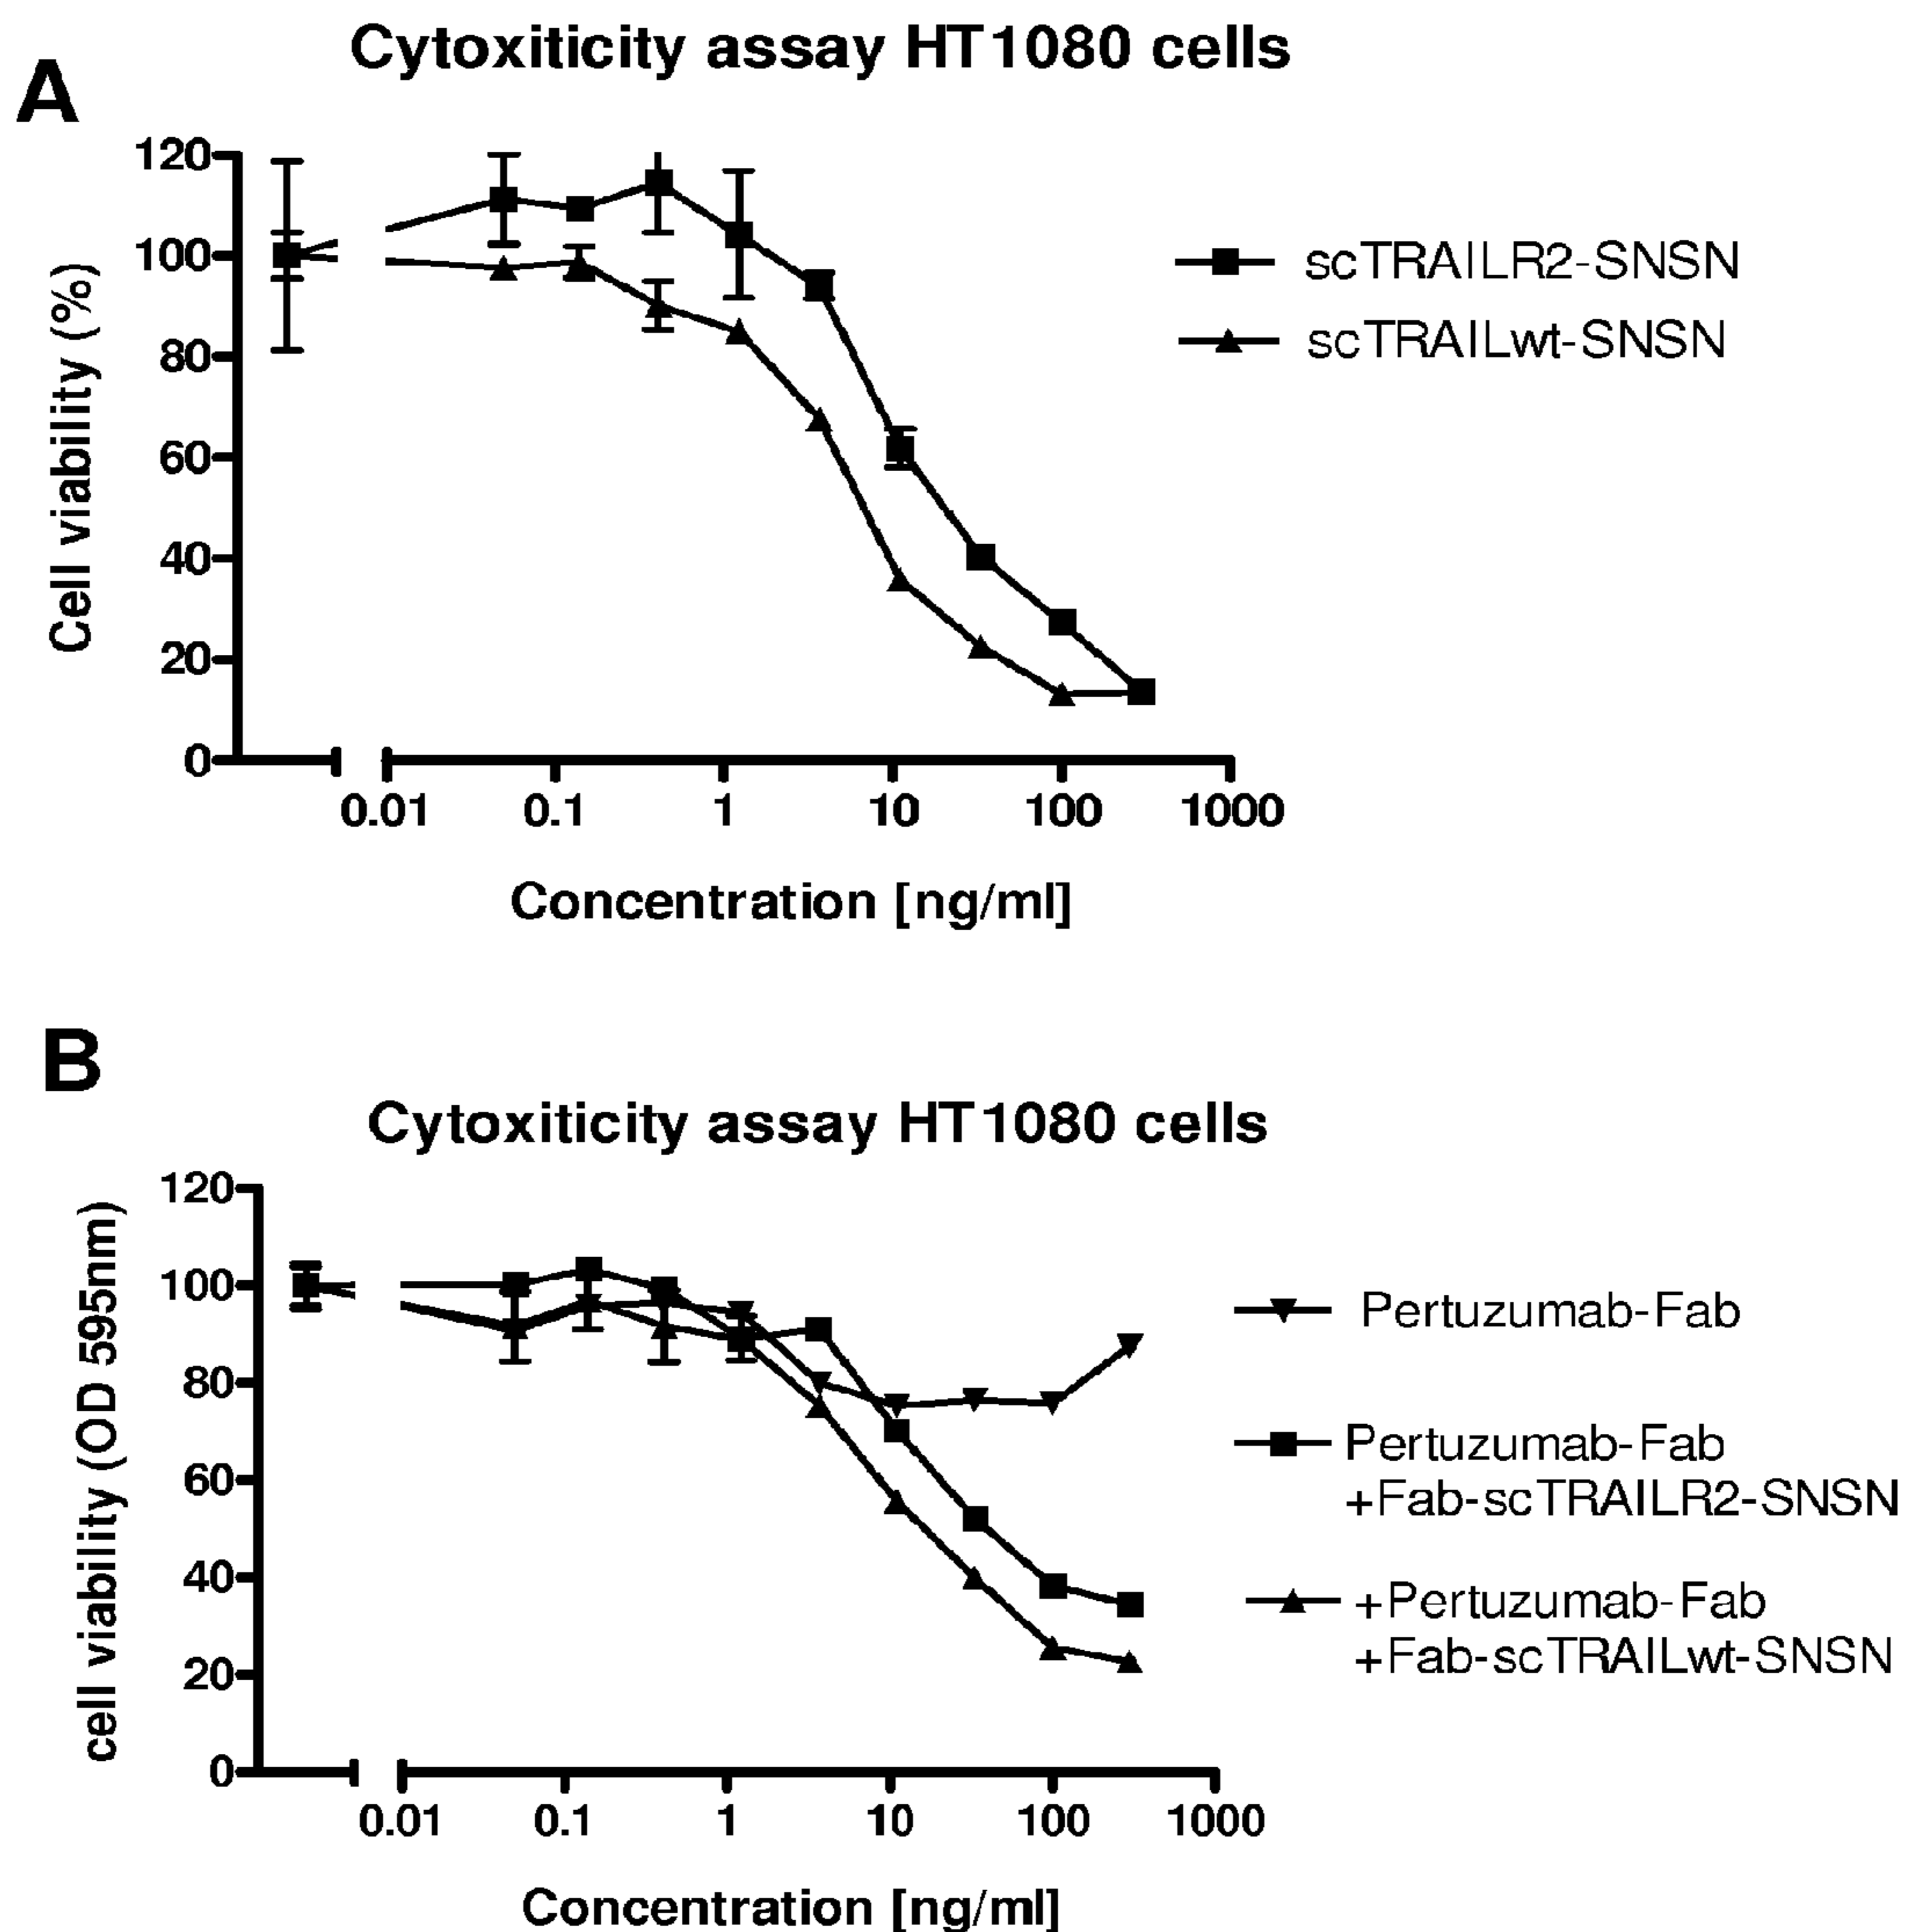 A
Cytoxiticity assay HT1080 cells
120
100
80
60
40
20
0
Cell viability (%)
0.01 0.1 1 10 100 1000
Concentration [ng/ml]
scTRAILR2-SNSN
scTRAILwt-SNSN
B
Cytoxiticity assay HT1080 cells
120
100
80
60
40
20
0
cell viability (OD 595nm)
0.01 0.1 1 10 100 1000
Concentration [ng/ml]
Pertuzumab-Fab
Pertuzumab-Fab
+Fab-scTRAILR2-SNSN
+Pertuzumab-Fab
+Fab-scTRAILwt-SNSN